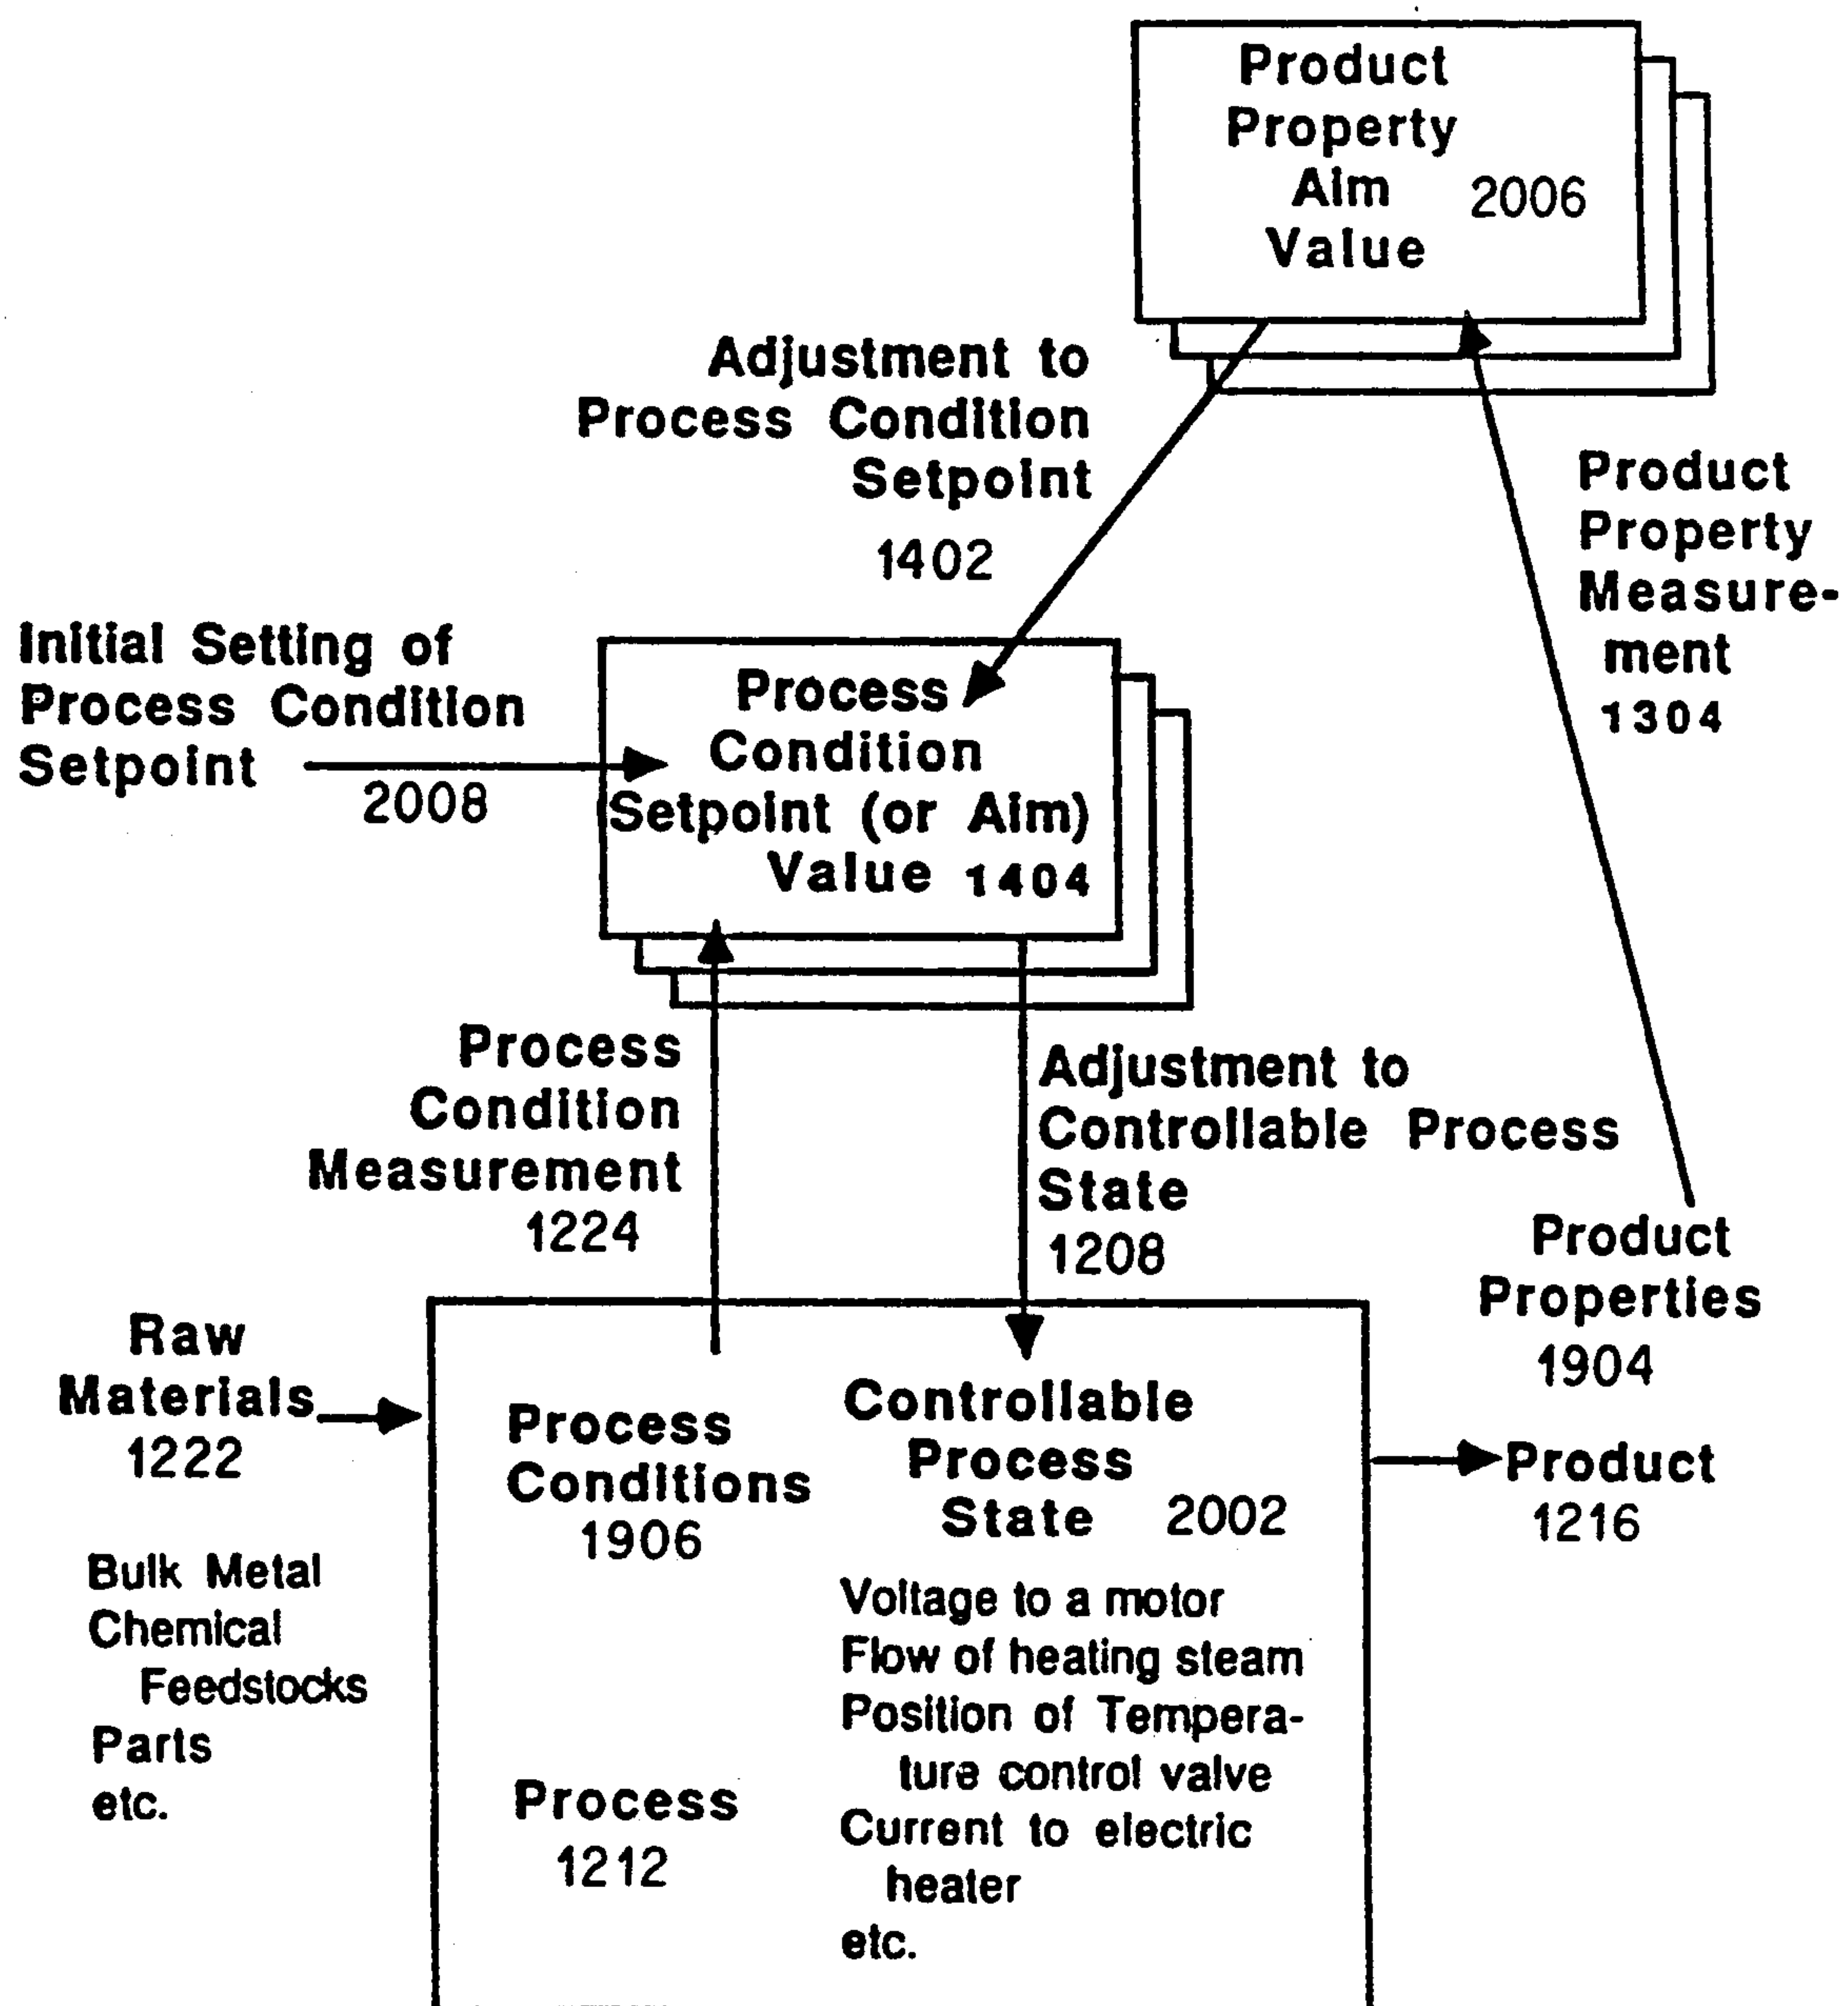 Product
Property
Aim 2006
Value
Adjustment to
Process Condition
Setpoint
1402
Product
Property
Measure-
ment
1304
Initial Setting of
Process Condition
Setpoint
2008
Process
Condition
Setpoint (or Aim)
Value 1404
Process
Condition
Measurement
1224
Adjustment to
Controllable Process
State
1208
Product
Properties
1904
Raw
Materials
1222
Bulk Metal
Chemical
Feedstocks
Parts
etc.
Process
Conditions
1906
Process
1212
Controllable
Process
State 2002
Voltage to a motor
Flow of heating steam
Position of Tempera-
ture control valve
Current to electric
heater
etc.
Product
1216